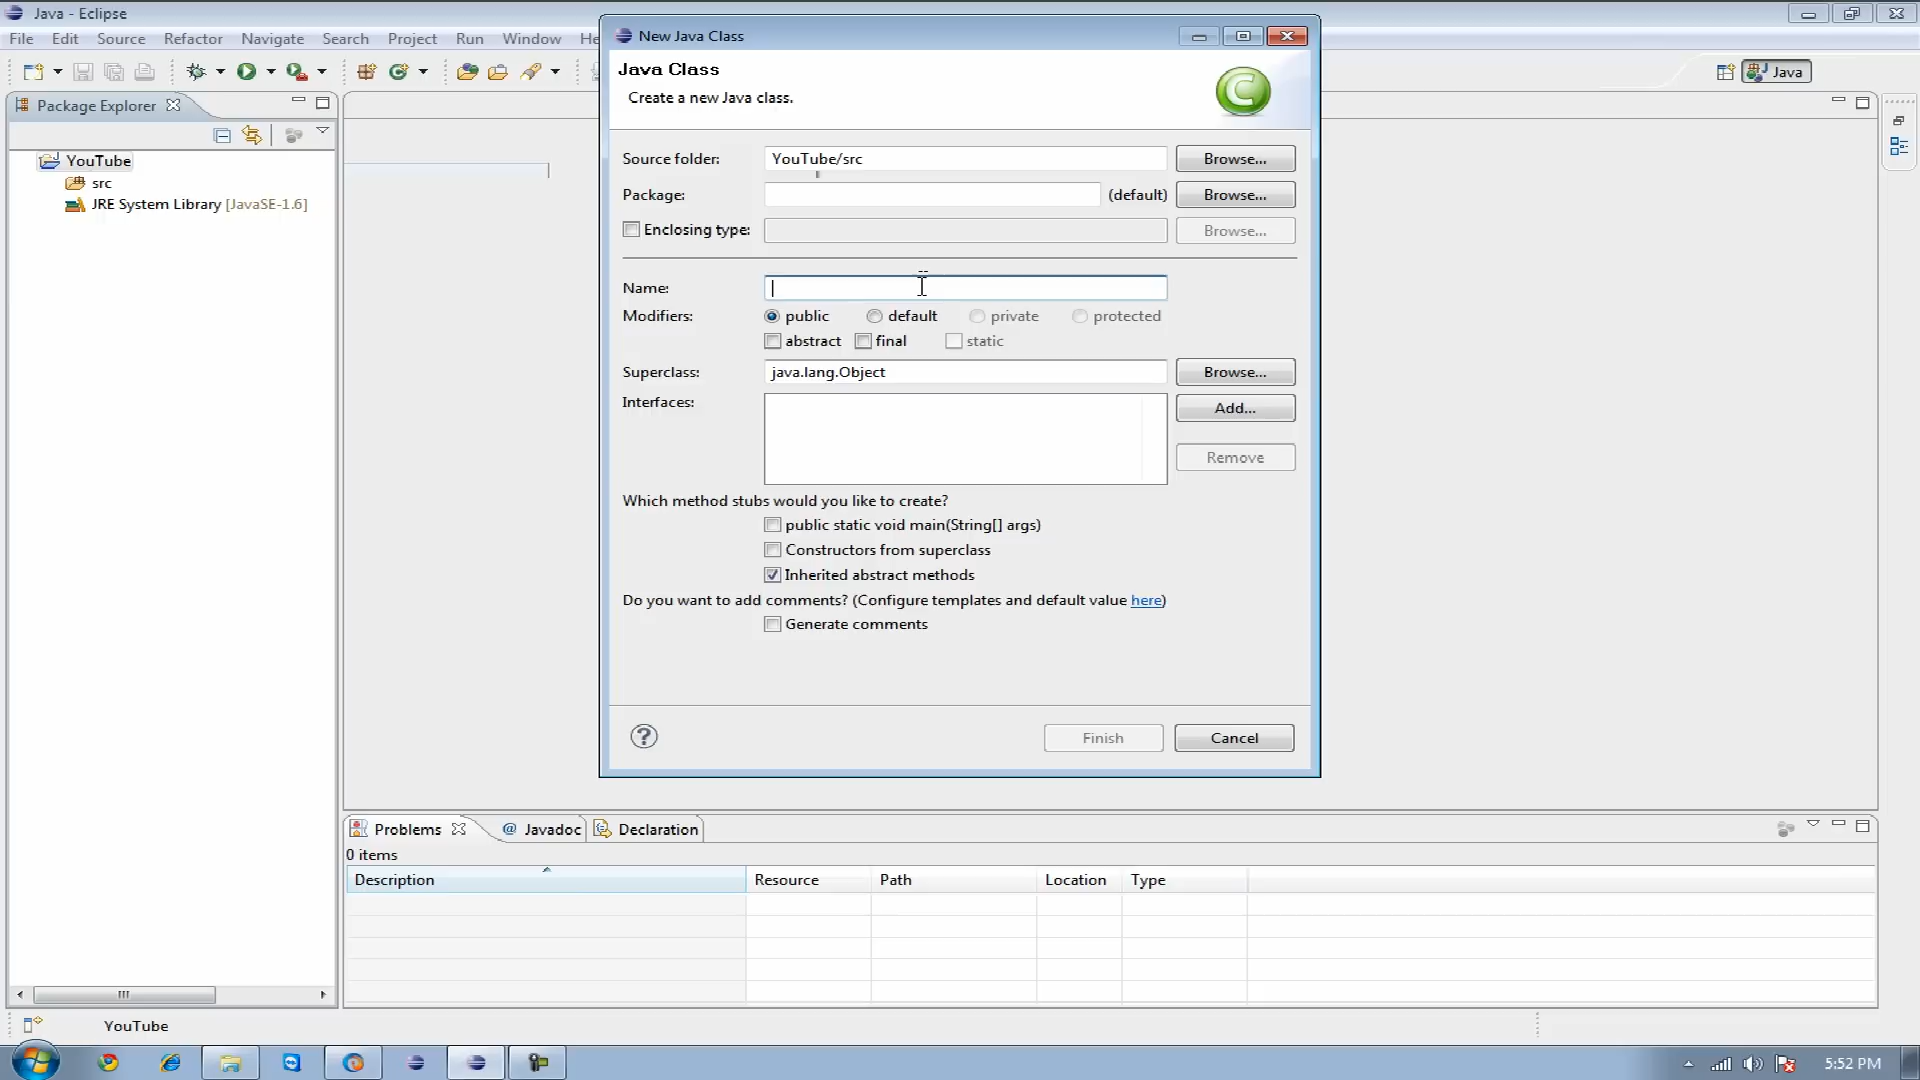 Java - Eclipse
File Edit Source Refactor Navigate Search Project Run Window He
Java
Package Explorer
YouTube
src
JRE System Library [JavaSE-1.6]
New Java Class
Java Class
Create a new Java class.
C
Source folder: YouTube/src Browse...
Package: (default) Browse...
Enclosing type: Browse...
Name:
Modifiers: public default private protected
abstract final static
Superclass: java.lang.Object Browse...
Interfaces: Add...
Remove
Which method stubs would you like to create?
public static void main(String[] args)
Constructors from superclass
Inherited abstract methods
Do you want to add comments? (Configure templates and default value here)
Generate comments
? Finish Cancel
Problems @ Javadoc Declaration
0 items
Description Resource Path Location Type
YouTube
5:52 PM